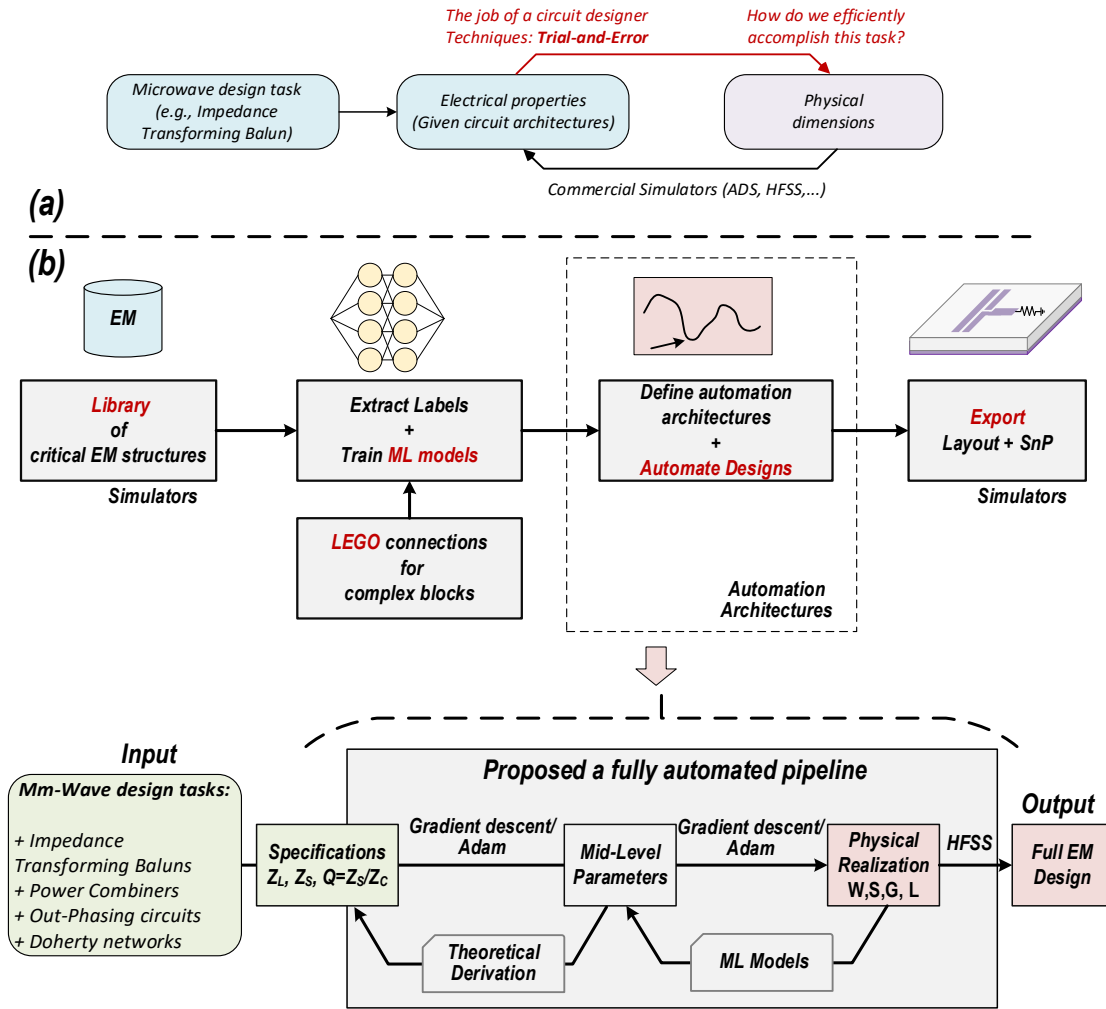 The job of a circuit designer
Techniques: Trial-and-Error
How do we efficiently
accomplish this task?
Microwave design task
(e.g., Impedance
Transforming Balun)
Electrical properties
(Given circuit architectures)
Physical
dimensions
Commercial Simulators (ADS, HFSS,...)
(a)
(b)
EM
Library
of
critical EM structures
Simulators
Extract Labels
+
Train ML models
LEGO connections
for
complex blocks
Define automation
architectures
+
Automate Designs
Automation
Architectures
Export
Layout + SnP
Simulators
Input
Mm-Wave design tasks:
+ Impedance
Transforming Baluns
+ Power Combiners
+ Out-Phasing circuits
+ Doherty networks
Proposed a fully automated pipeline
Specifications
Z_L, Z_S, Q=Z_S/Z_C
Gradient descent/
Adam
Mid-Level
Parameters
Gradient descent/
Adam
Physical
Realization
W,S,G, L
HFSS
Output
Full EM
Design
Theoretical
Derivation
ML Models